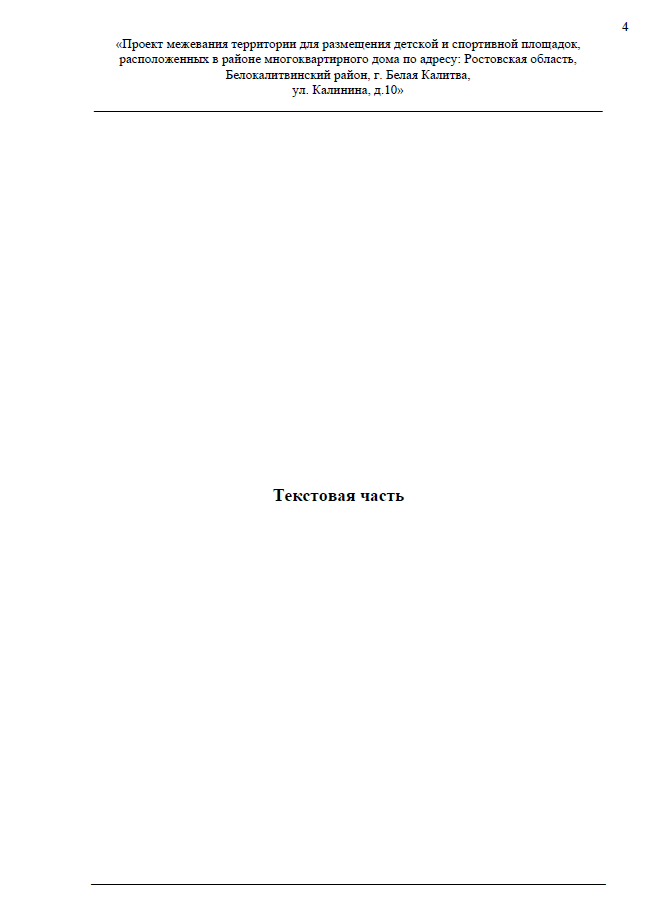 4
«Проект межевания территории для размещения детской и спортивной площадок,
расположенных в районе многоквартирного дома по адресу: Ростовская область,
Белокалитвинский район, г. Белая Калитва,
ул. Калинина, д.10»
Текстовая часть